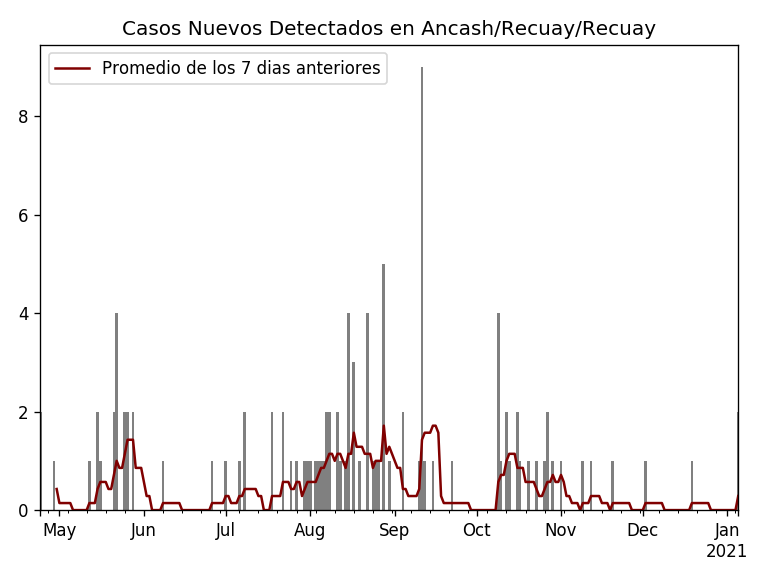 Casos Nuevos Detectados en Ancash/Recuay/Recuay
Promedio de los 7 dias anteriores
8
6
4
2
0
May Jun Jul Aug Sep Oct Nov Dec Jan
2021